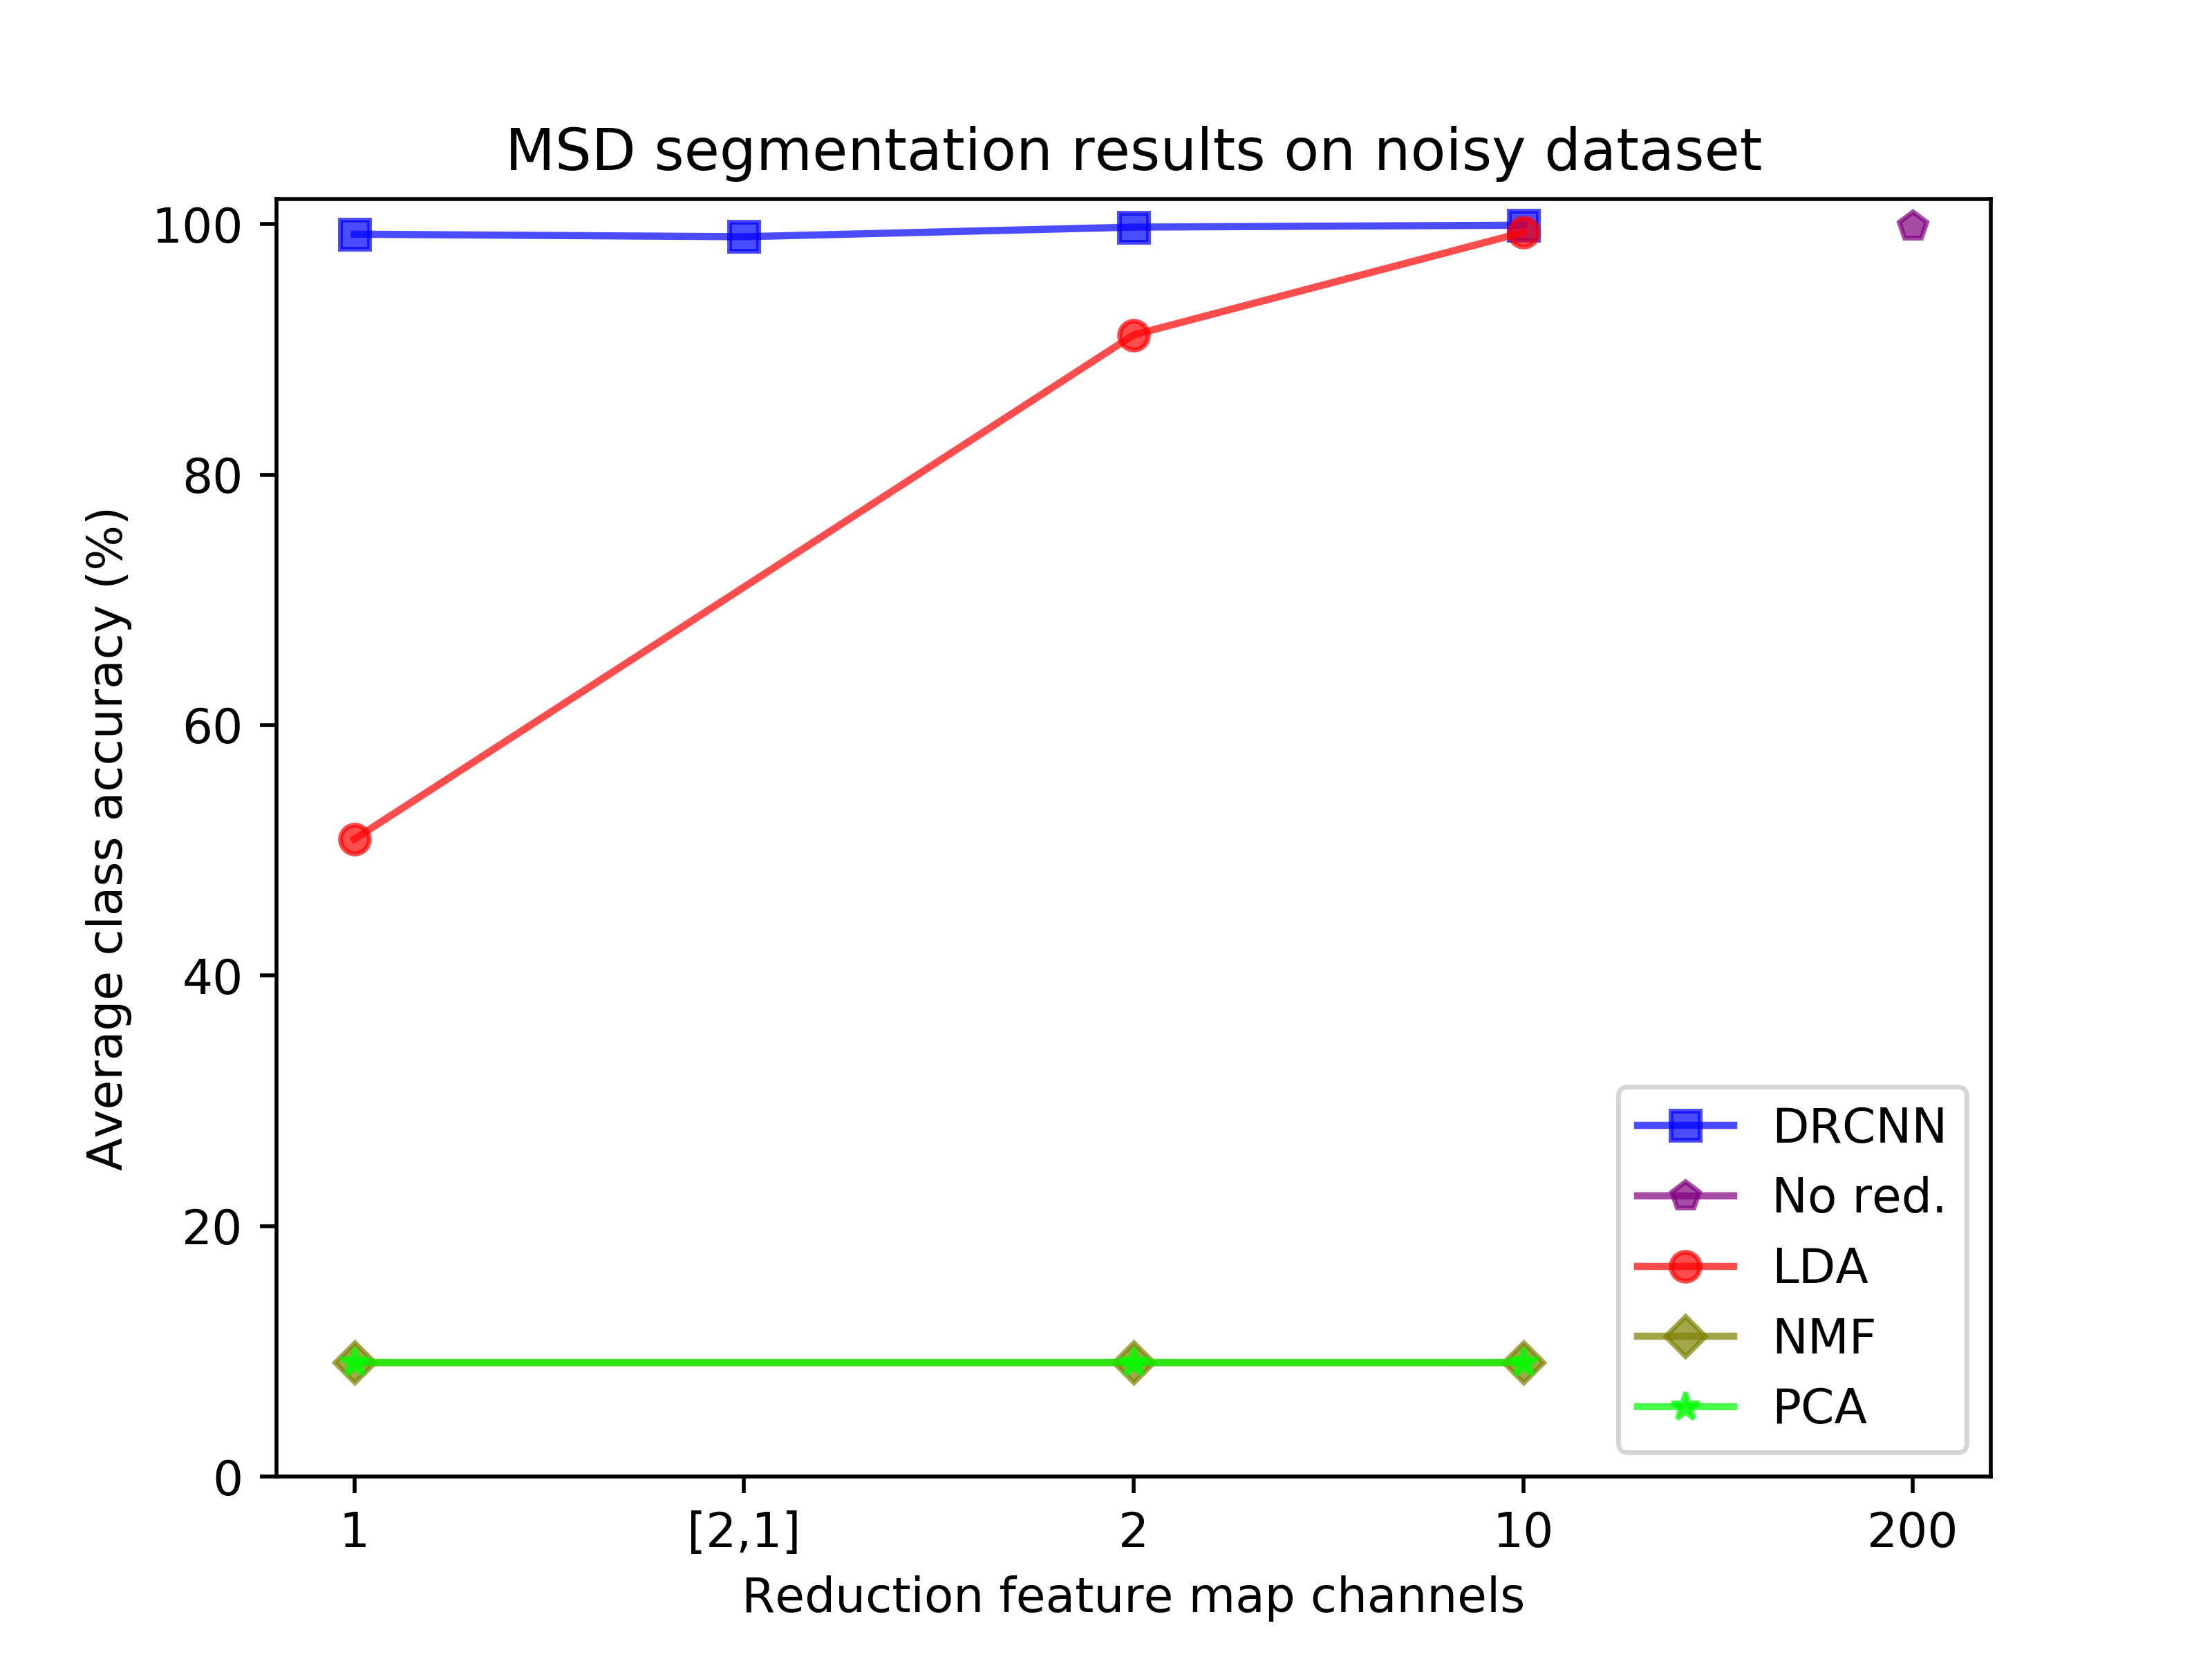 MSD segmentation results on noisy dataset
100
80
60
40
20
0
Average class accuracy (%)
1
[2,1]
2
10
200
Reduction feature map channels
DRCNN
No red.
LDA
NMF
PCA